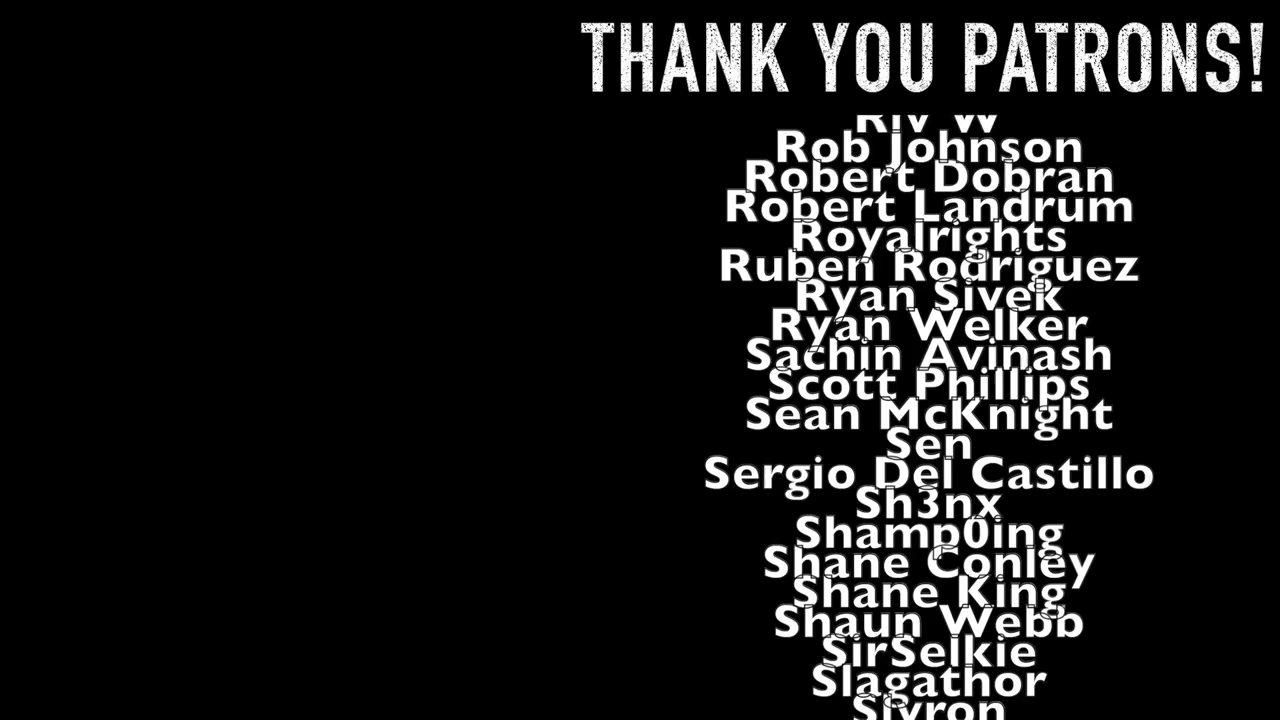 THANK YOU PATRONS!
Rob Johnson
Robert Dobran
Robert Landrum
Royalrights
Ruben Rodriguez
Ryan Sivek
Ryan Welker
Sachin Avinash
Scott Phillips
Sean McKnight
Sen
Sergio Del Castillo
Sh3nx
Shamp0ing
Shane Conley
Shane King
Shaun Webb
SirSelkie
Slagathor